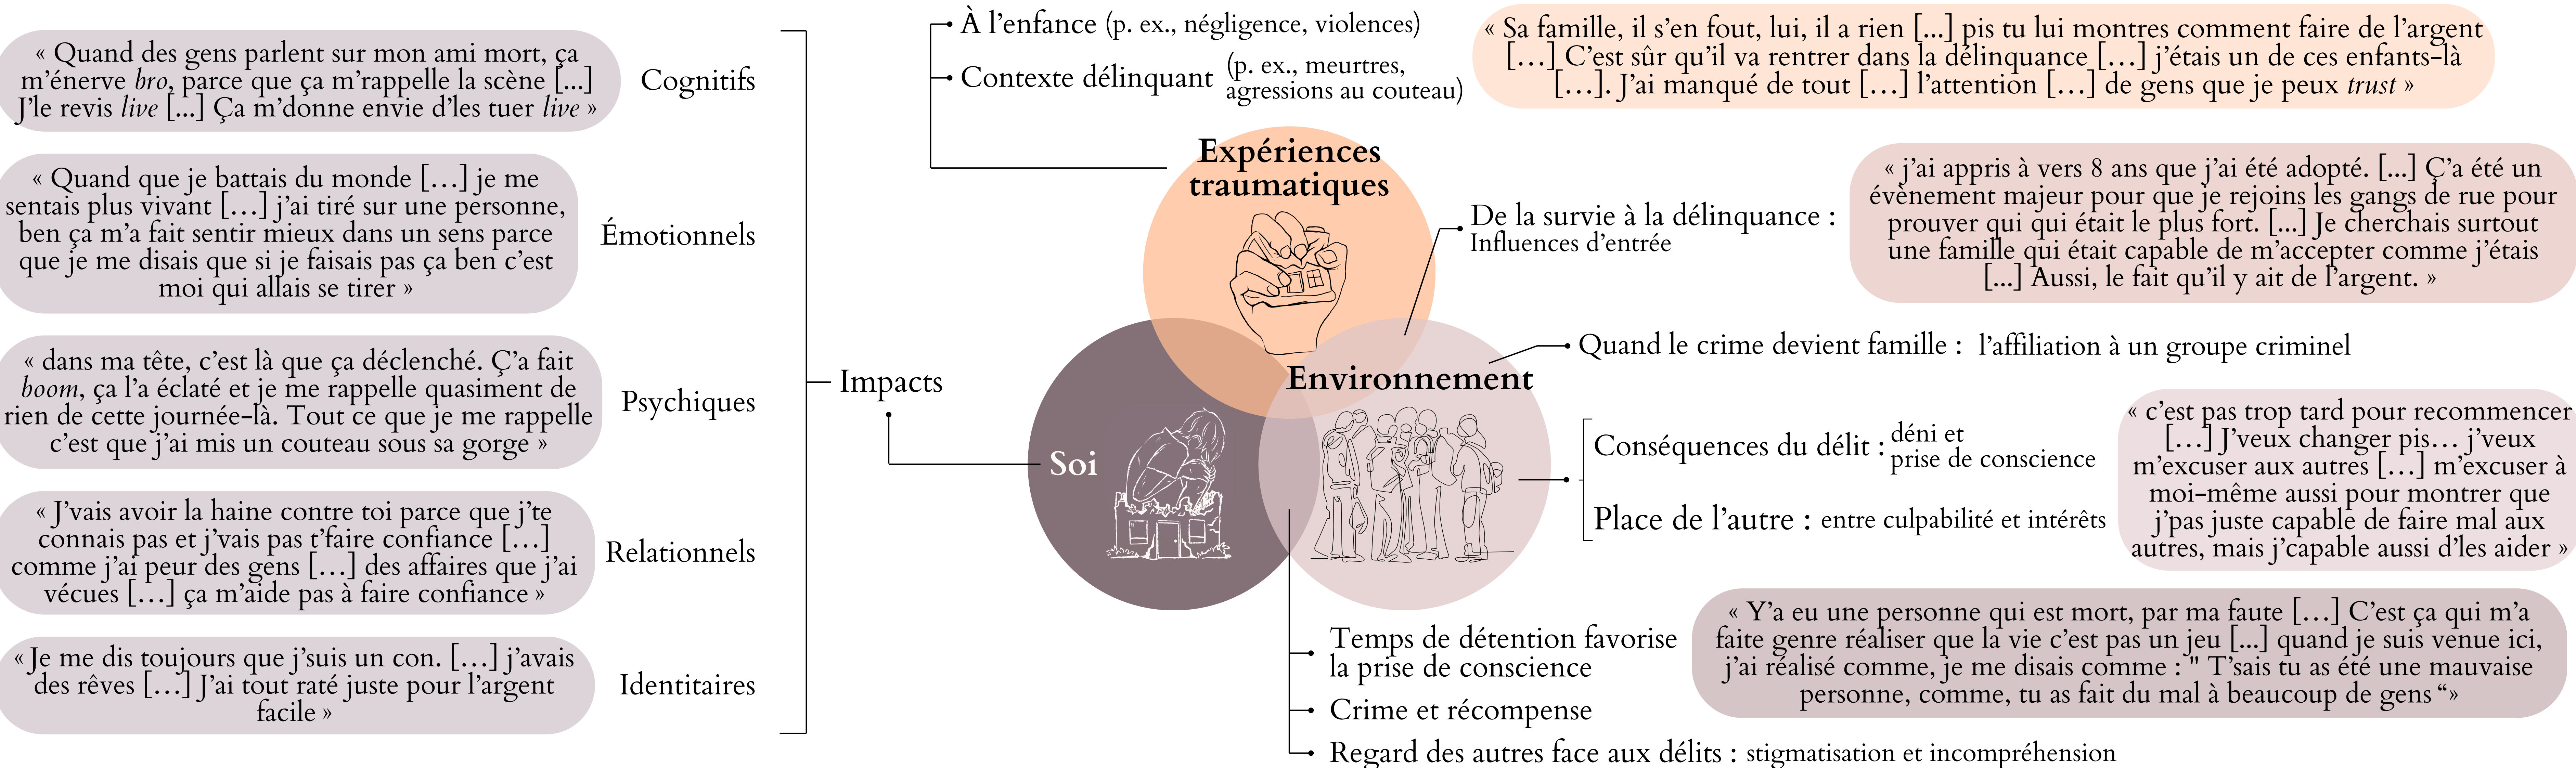 « Quand des gens parlent sur mon ami mort, ça
m’énerve bro, parce que ça m’rappelle la scène [...]
J’le revis live [...] Ça m’donne envie d’les tuer live »
Cognitifs
« Quand que je battais du monde […] je me
sentais plus vivant […] j’ai tiré sur une personne,
ben ça m’a fait sentir mieux dans un sens parce
que je me disais que si je faisais pas ça ben c’est
moi qui allais se tirer »
Émotionnels
« dans ma tête, c’est là que ça déclenché. Ç’a fait
boom, ça l’a éclaté et je me rappelle quasiment de
rien de cette journée-là. Tout ce que je me rappelle
c’est que j’ai mis un couteau sous sa gorge »
Psychiques
« J’vais avoir la haine contre toi parce que j’te
connais pas et j’vais pas t’faire confiance […]
comme j’ai peur des gens […] des affaires que j’ai
vécues […] ça m’aide pas à faire confiance »
Relationnels
« Je me dis toujours que j’suis un con. […] j’avais
des rêves […] J’ai tout raté juste pour l’argent
facile »
Identitaires
Impacts
Soi
À l’enfance (p. ex., négligence, violences)
Contexte délinquant (p. ex., meurtres,
agressions au couteau)
Expériences
traumatiques
« Sa famille, il s’en fout, lui, il a rien [...] pis tu lui montres comment faire de l’argent
[…] C’est sûr qu’il va rentrer dans la délinquance […] j’étais un de ces enfants-là
[…]. J’ai manqué de tout […] l’attention […] de gens que je peux trust »
De la survie à la délinquance :
Influences d’entrée
« j’ai appris à vers 8 ans que j’ai été adopté. [...] Ç’a été un
évènement majeur pour que je rejoins les gangs de rue pour
prouver qui qui était le plus fort. [...] Je cherchais surtout
une famille qui était capable de m’accepter comme j’étais
[...] Aussi, le fait qu’il y ait de l’argent. »
Quand le crime devient famille : l’affiliation à un groupe criminel
Environnement
Conséquences du délit : déni et
prise de conscience
Place de l’autre : entre culpabilité et intérêts
« c’est pas trop tard pour recommencer
[…] J’veux changer pis… j’veux
m’excuser aux autres […] m’excuser à
moi-même aussi pour montrer que
j’pas juste capable de faire mal aux
autres, mais j’capable aussi d’les aider »
Temps de détention favorise
la prise de conscience
« Y’a eu une personne qui est mort, par ma faute […] C’est ça qui m’a
faite genre réaliser que la vie c’est pas un jeu [...] quand je suis venue ici,
j’ai réalisé comme, je me disais comme : " T’sais tu as été une mauvaise
personne, comme, tu as fait du mal à beaucoup de gens “»
Crime et récompense
Regard des autres face aux délits : stigmatisation et incompréhension